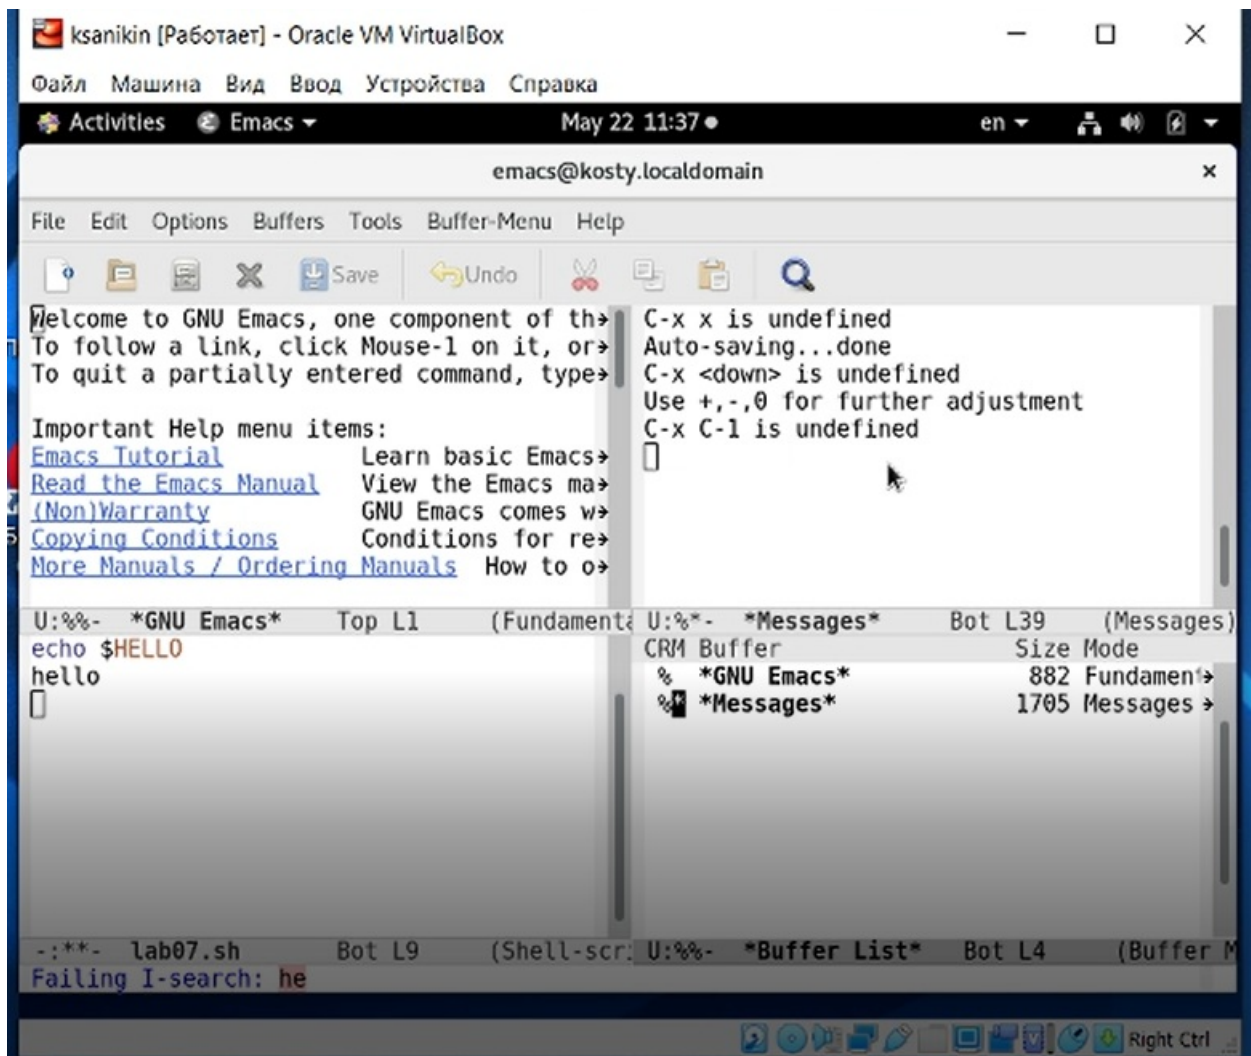 ksanikin [Работает] - Oracle VM VirtualBox
Файл Машина Вид Ввод Устройства Справка
Activities Emacs May 22 11:37 en
emacs@kosty.localdomain
File Edit Options Buffers Tools Buffer-Menu Help
Save Undo
Welcome to GNU Emacs, one component of th
To follow a link, click Mouse-1 on it, or
To quit a partially entered command, type
Important Help menu items:
Emacs Tutorial Learn basic Emacs
Read the Emacs Manual View the Emacs ma
(Non)Warranty GNU Emacs comes w
Copying Conditions Conditions for re
More Manuals / Ordering Manuals How to o
U:%%- *GNU Emacs* Top L1 (Fundamenta
C-x x is undefined
Auto-saving...done
C-x <down> is undefined
Use +,-,0 for further adjustment
C-x C-l is undefined
U:%*- *Messages* Bot L39 (Messages)
echo $HELLO
hello
-:**- lab07.sh Bot L9 (Shell-scr
CRM Buffer Size Mode
% *GNU Emacs* 882 Fundamen
%* *Messages* 1705 Messages
U:%%- *Buffer List* Bot L4 (Buffer M
Failing I-search: he
Right Ctrl